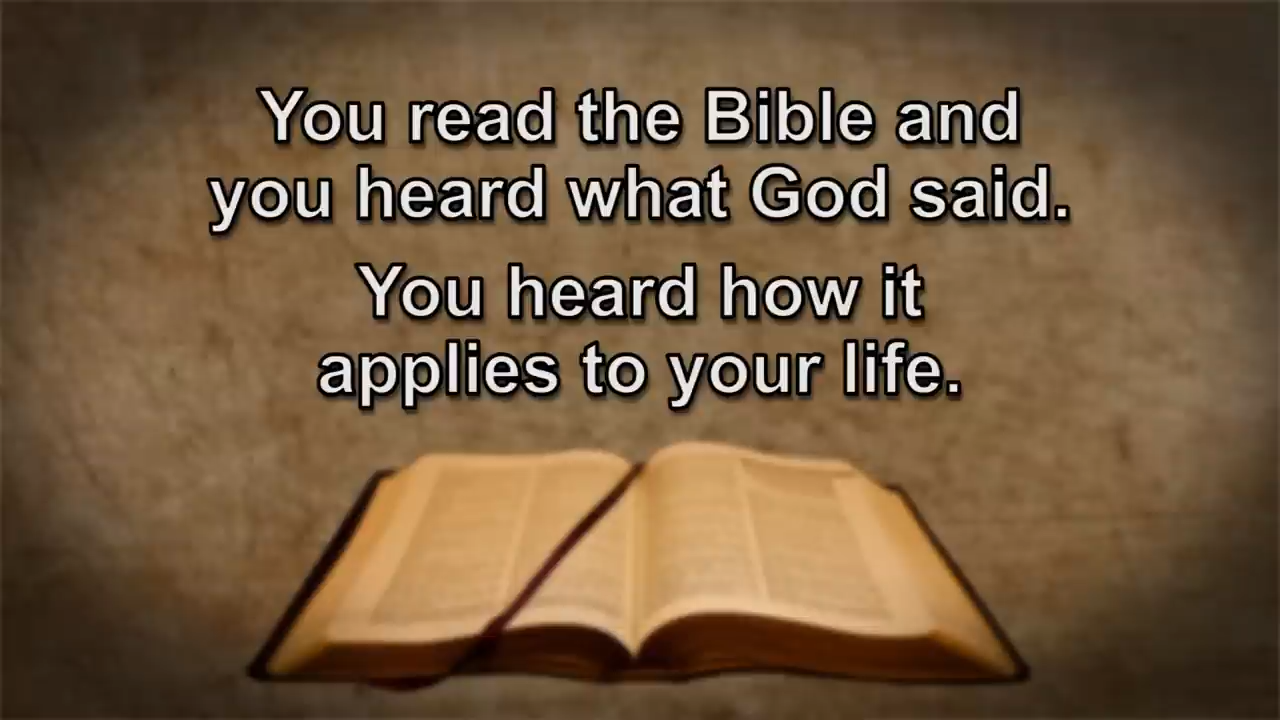 You read the Bible and
you heard what God said.
You heard how it
applies to your life.